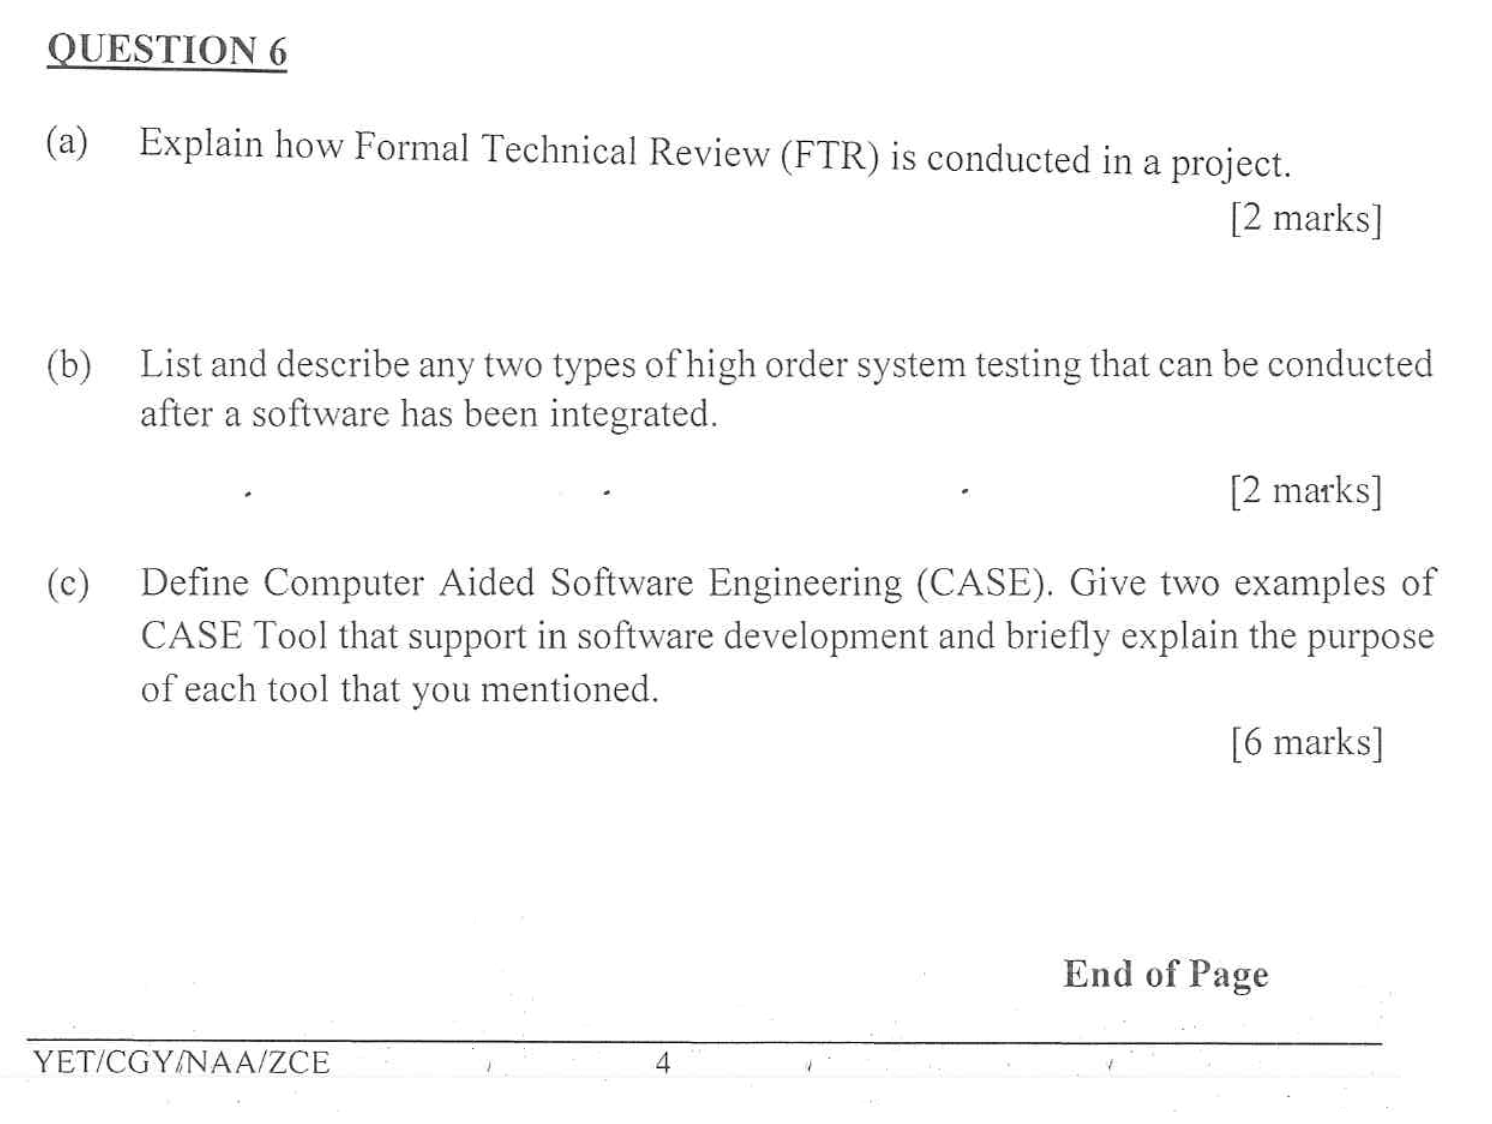 QUESTION 6
(a) Explain how Formal Technical Review (FTR) is conducted in a project.
[2 marks]
(b) List and describe any two types of high order system testing that can be conducted
after a software has been integrated.
[2 marks]
(c) Define Computer Aided Software Engineering (CASE). Give two examples of
CASE Tool that support in software development and briefly explain the purpose
of each tool that you mentioned.
[6 marks]
End of Page
YET/CGY/NAA/ZCE 4